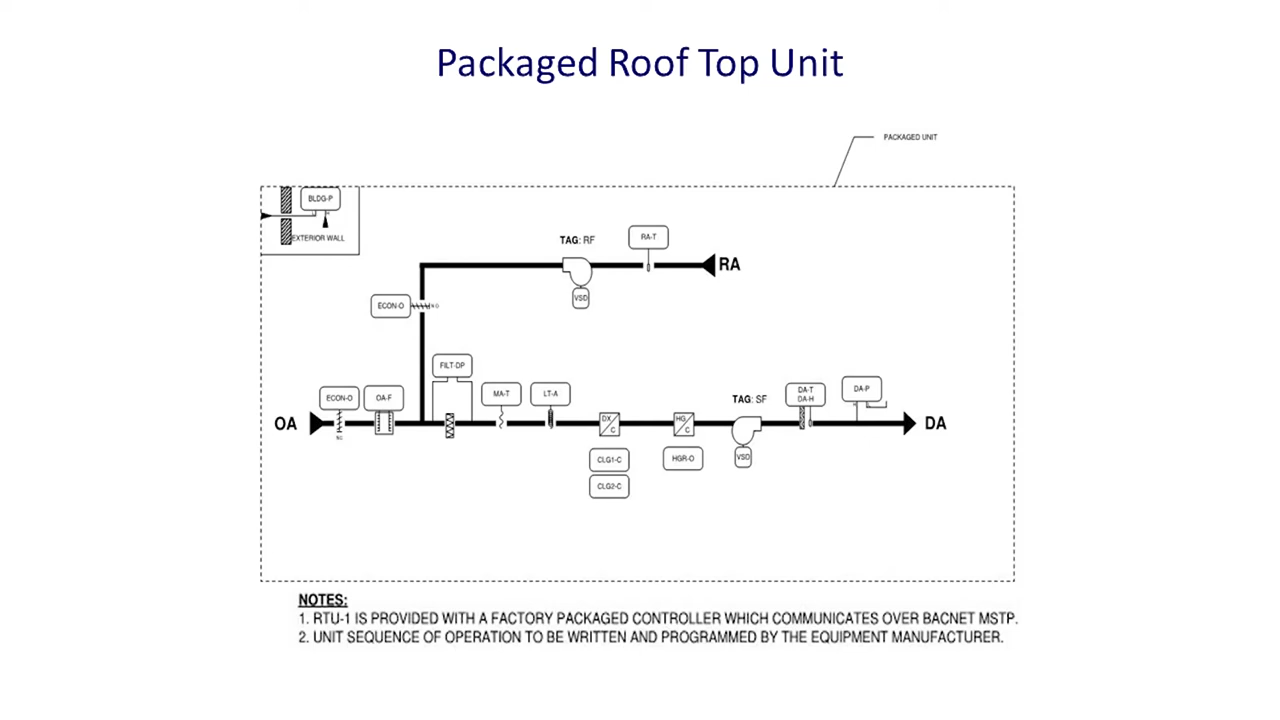 Packaged Roof Top Unit
PACKAGED UNIT
BLDG-P
EXTERIOR WALL
TAG: RF
RA-T
RA
VSD
ECON-O
N O
FILT-DP
ECON-O
OA-F
MA-T
LT-A
TAG: SF
DA-T
DA-H
DA-P
OA
NC
DX
C
HG
C
DA
VSD
CLG1-C
HGR-O
CLG2-C
NOTES:
1. RTU-1 IS PROVIDED WITH A FACTORY PACKAGED CONTROLLER WHICH COMMUNICATES OVER BACNET MSTP.
2. UNIT SEQUENCE OF OPERATION TO BE WRITTEN AND PROGRAMMED BY THE EQUIPMENT MANUFACTURER.